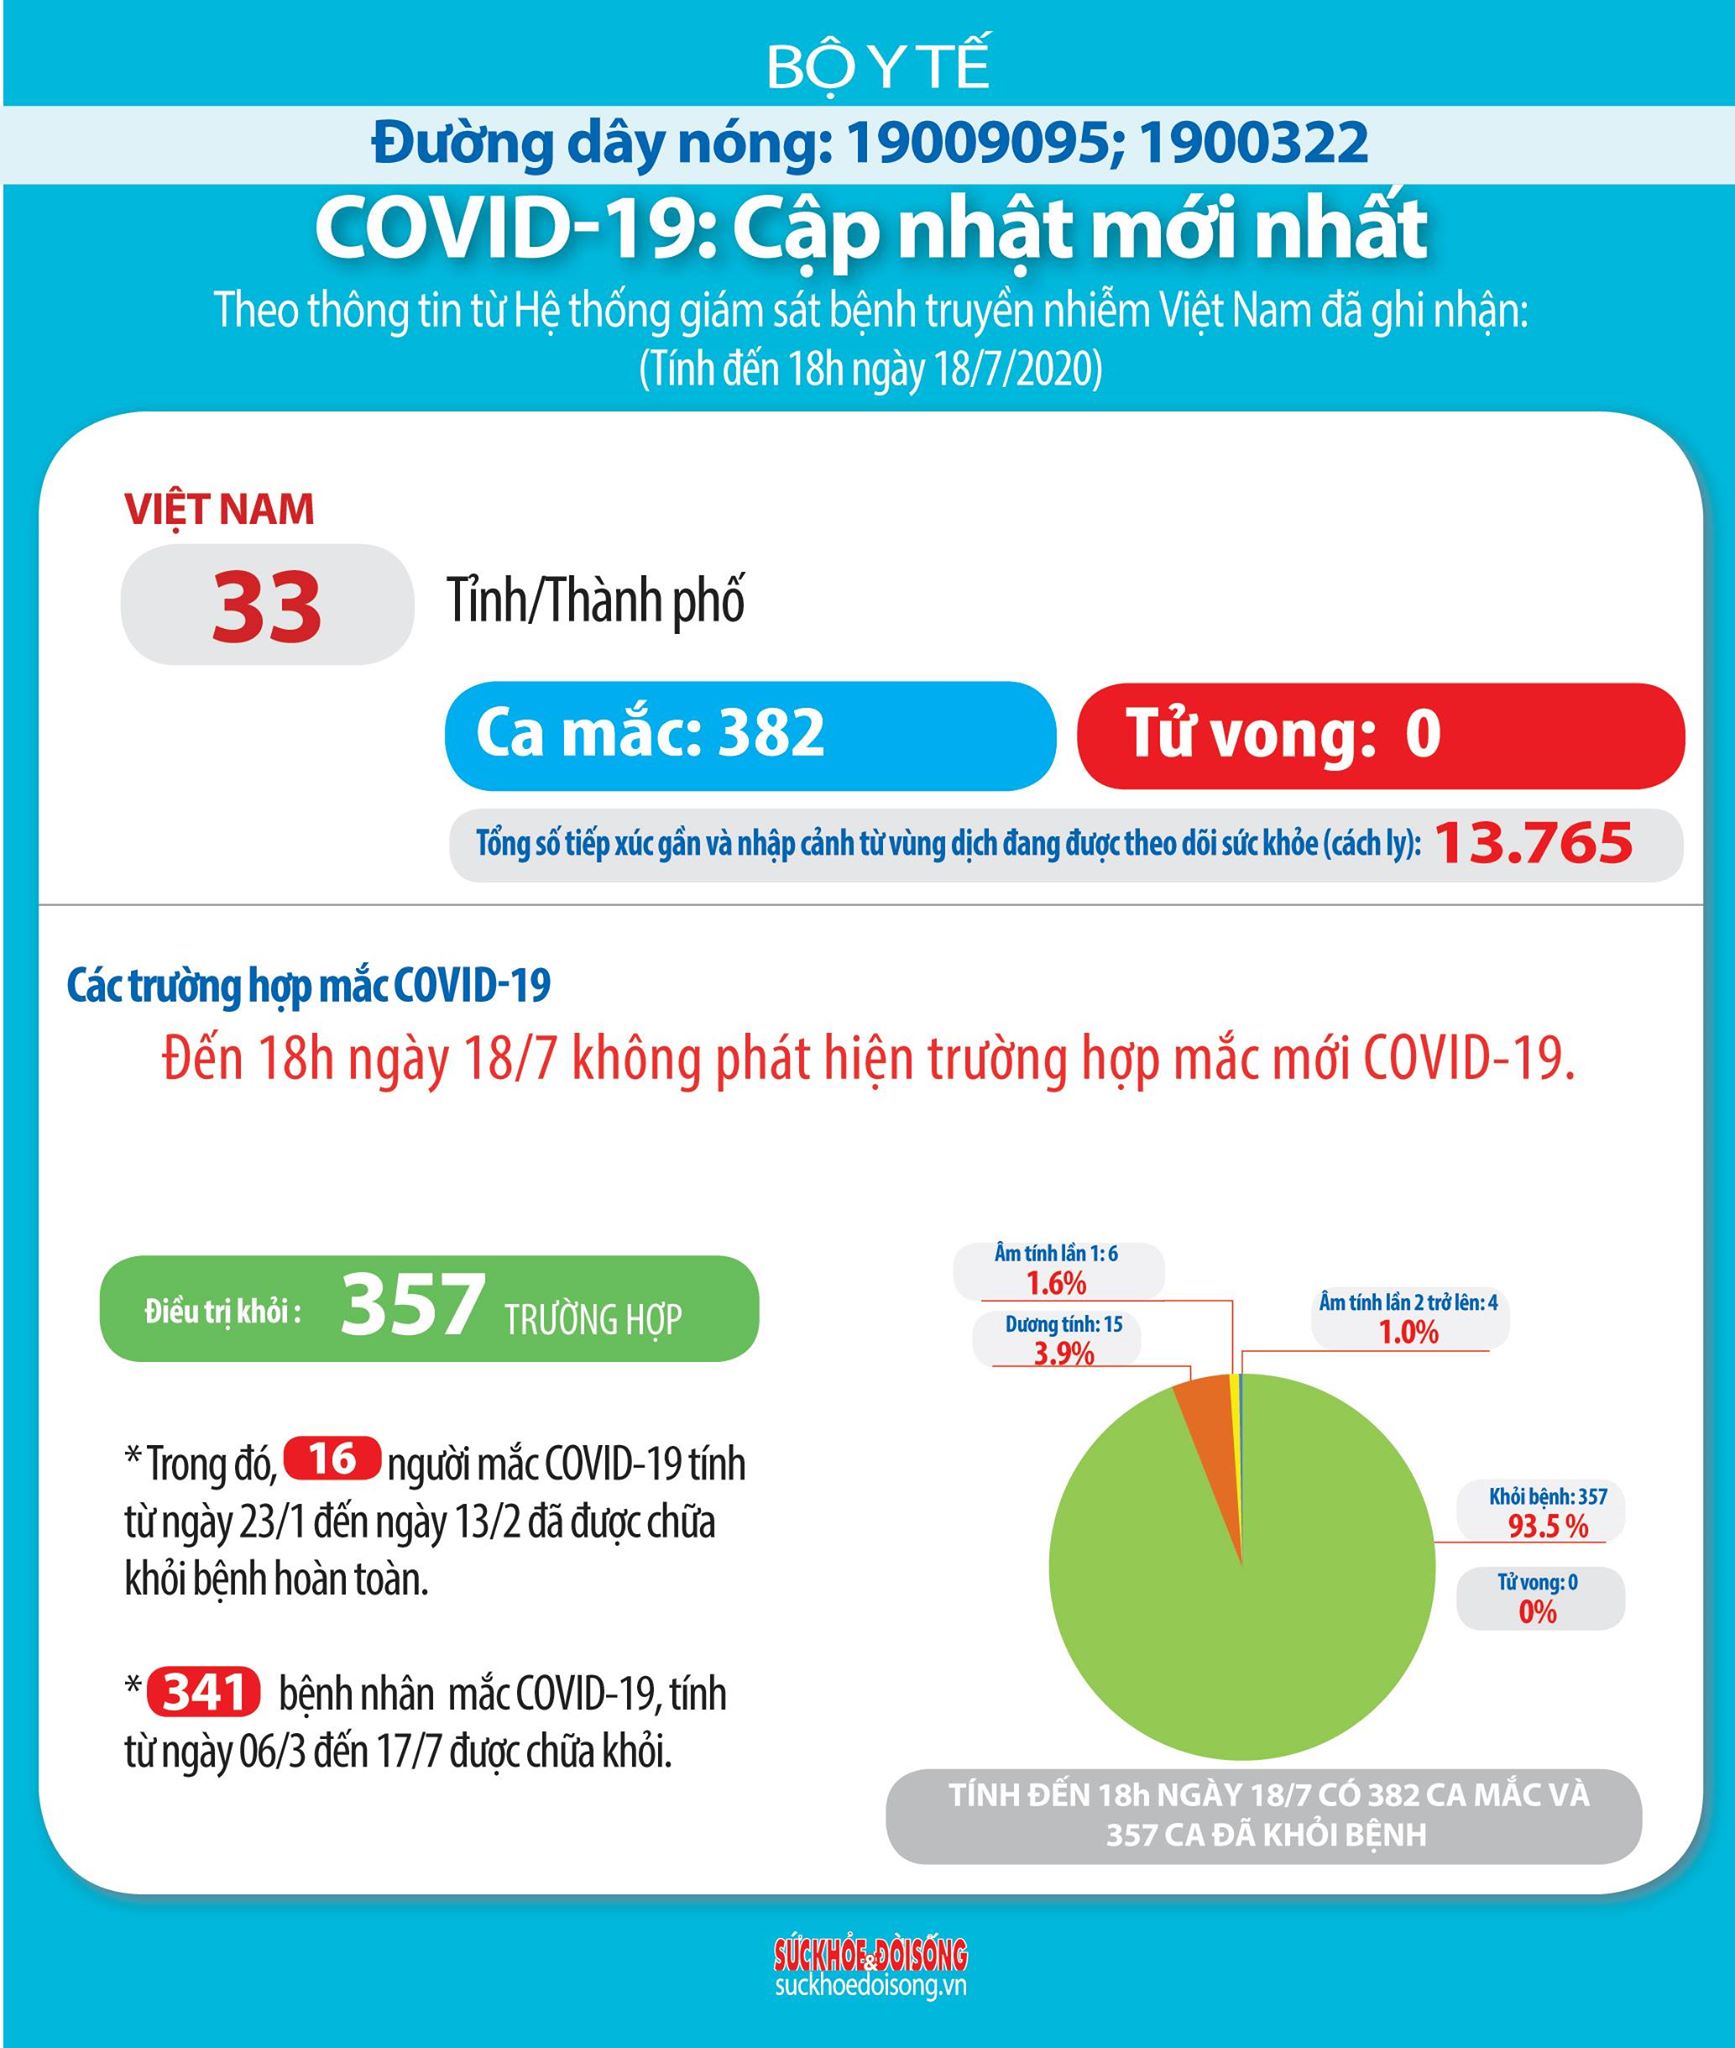 BỘ Y TẾ
Đường dây nóng: 19009095; 1900322
COVID-19: Cập nhật mới nhất
Theo thông tin từ Hệ thống giám sát bệnh truyền nhiễm Việt Nam đã ghi nhận:
(Tính đến 18h ngày 18/7/2020)
VIỆT NAM
33 Tỉnh/Thành phố
Ca mắc: 382 Tử vong: 0
Tổng số tiếp xúc gần và nhập cảnh từ vùng dịch đang được theo dõi sức khỏe (cách ly): 13.765
Các trường hợp mắc COVID-19
Đến 18h ngày 18/7 không phát hiện trường hợp mắc mới COVID-19.
Điều trị khỏi : 357 TRƯỜNG HỢP
* Trong đó, 16 người mắc COVID-19 tính
từ ngày 23/1 đến ngày 13/2 đã được chữa
khỏi bệnh hoàn toàn.
* 341 bệnh nhân mắc COVID-19, tính
từ ngày 06/3 đến 17/7 được chữa khỏi.
Âm tính lần 1: 6
1.6%
Dương tính: 15
3.9%
Âm tính lần 2 trở lên: 4
1.0%
Khỏi bệnh: 357
93.5 %
Tử vong: 0
0%
TÍNH ĐẾN 18h NGÀY 18/7 CÓ 382 CA MẮC VÀ
357 CA ĐÃ KHỎI BỆNH
SỨC KHỎE & ĐỜI SỐNG
suckhoedoisong.vn